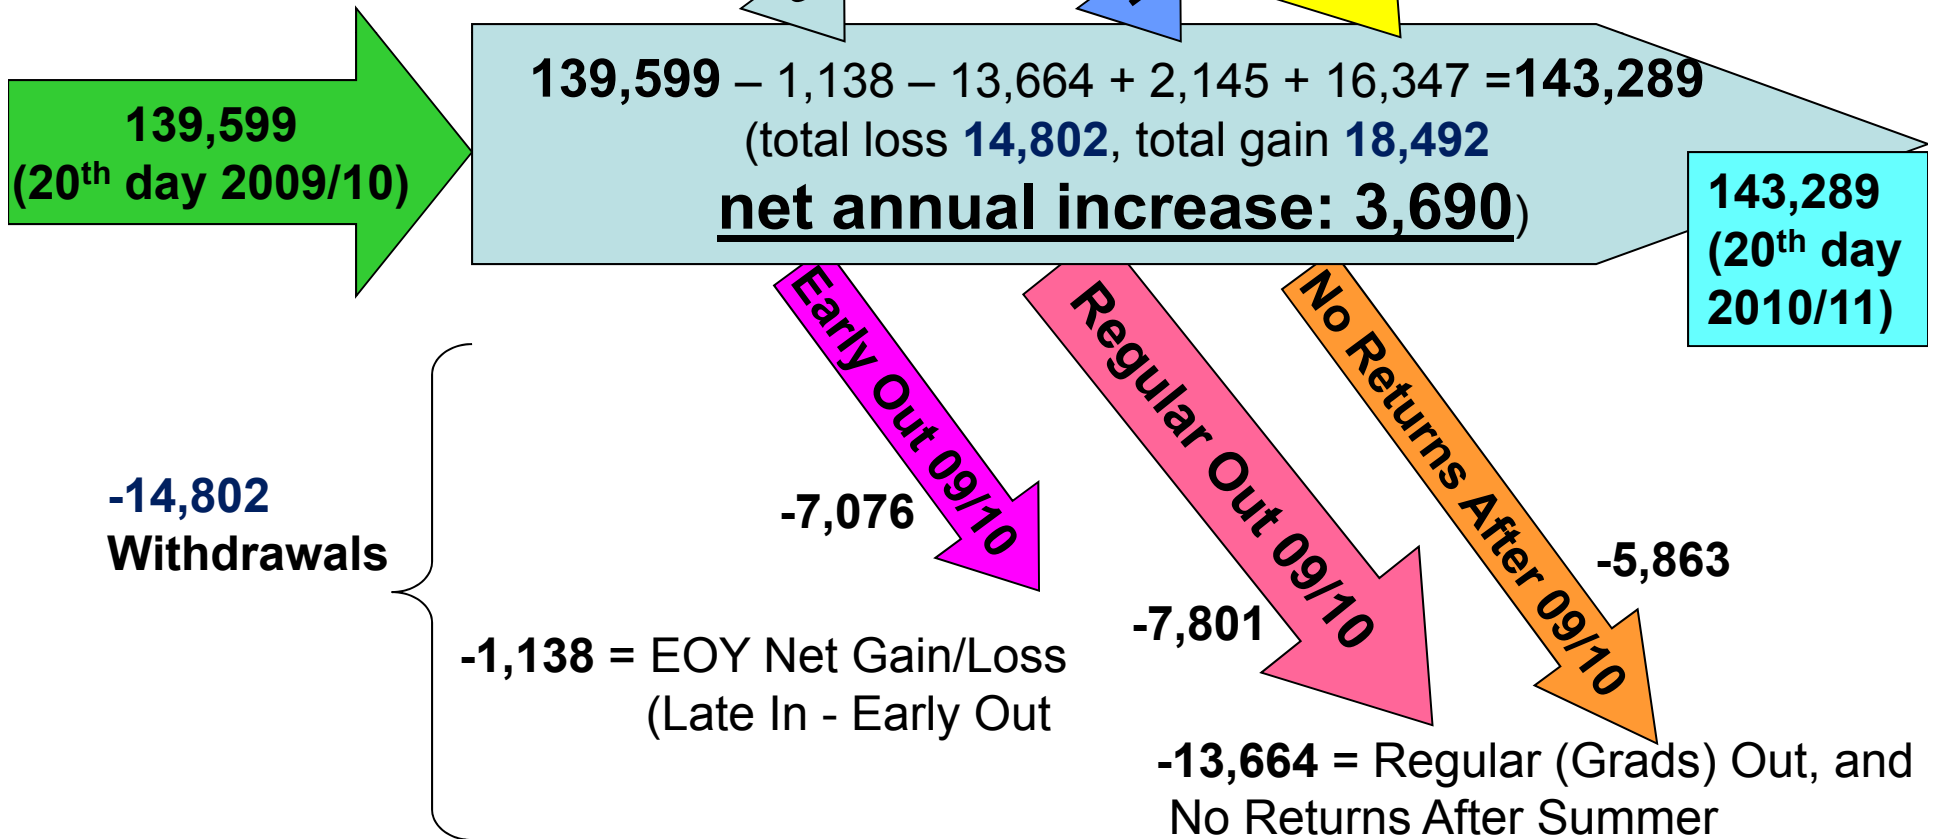 139,599 – 1,138 – 13,664 + 2,145 + 16,347 =143,289
(total loss 14,802, total gain 18,492
net annual increase: 3,690)
139,599
(20th day 2009/10)
143,289
(20th day
2010/11)
Early Out 09/10
Regular Out 09/10
No Returns After 09/10
-14,802
Withdrawals
-7,076
-7,801
-5,863
-1,138 = EOY Net Gain/Loss
(Late In - Early Out
-13,664 = Regular (Grads) Out, and
No Returns After Summer